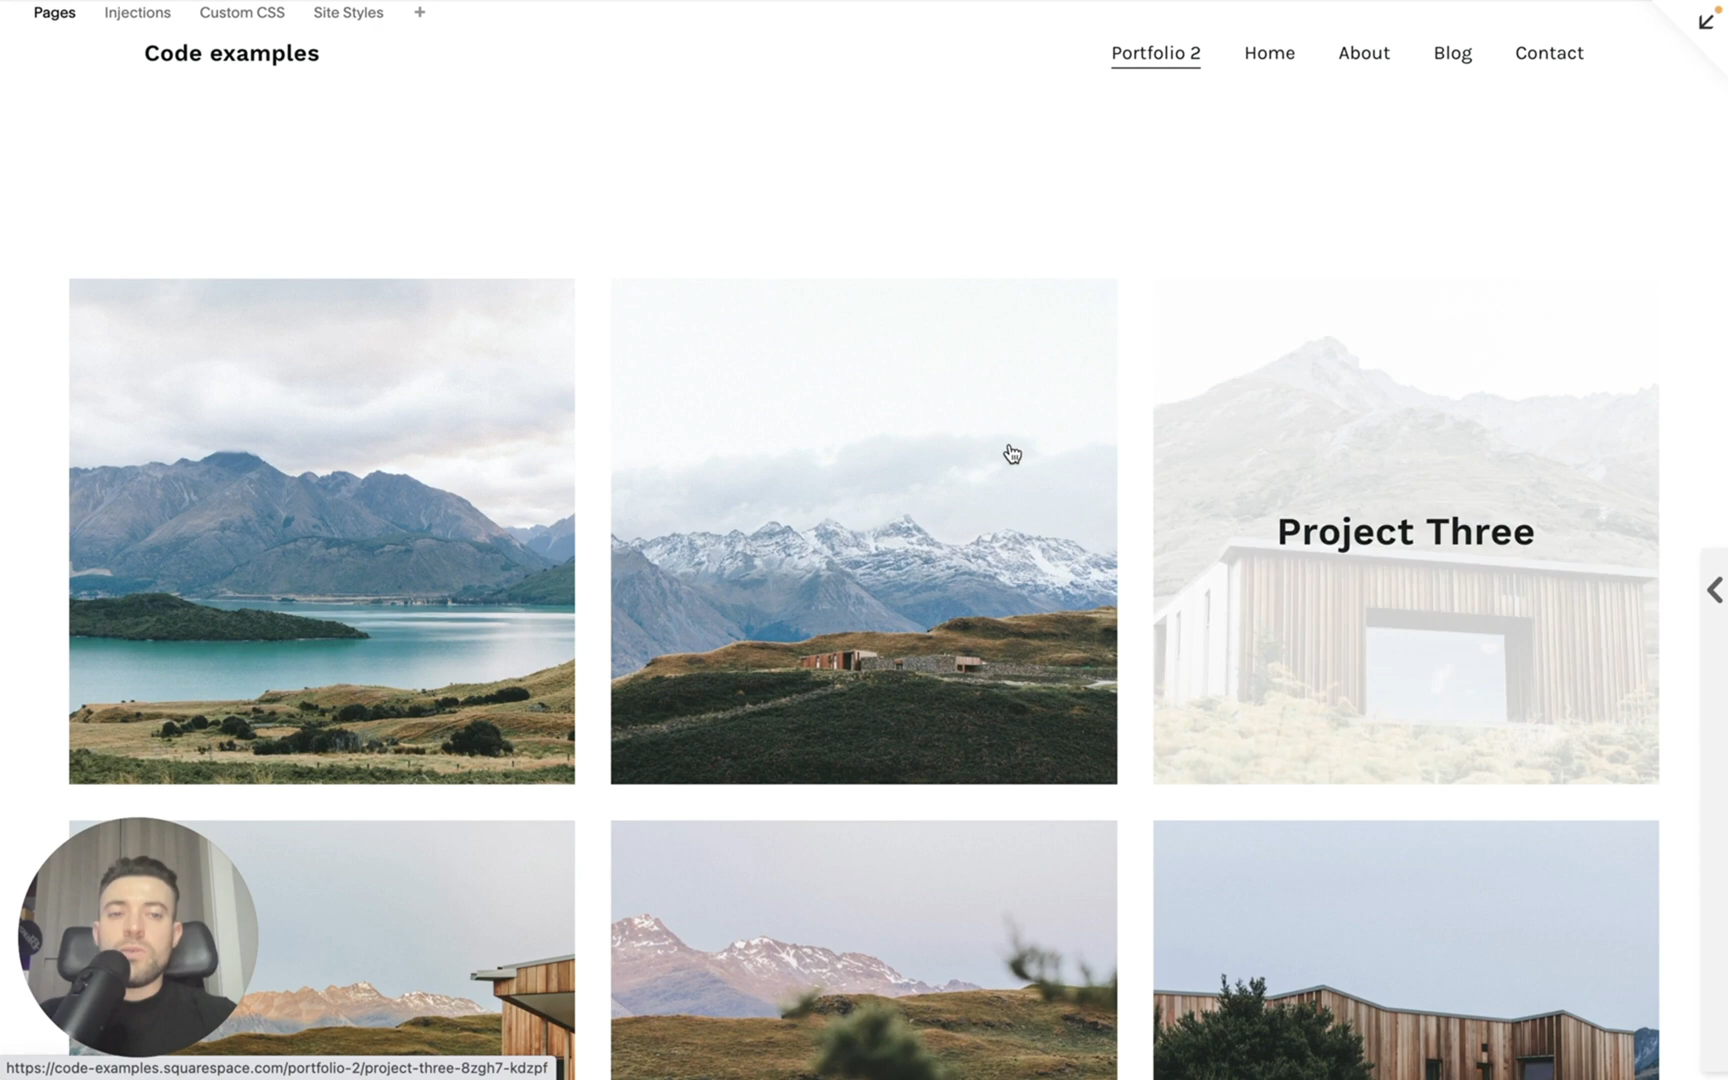 Pages Injections Custom CSS Site Styles +
Code examples
Portfolio 2 Home About Blog Contact
Project Three
https://code-examples.squarespace.com/portfolio-2/project-three-8zgh7-kdzpf